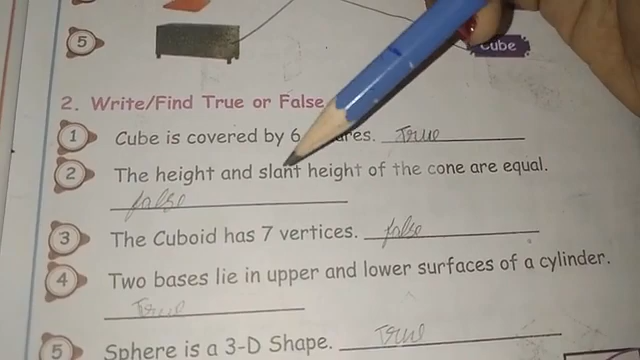 5
Cube
2. Write/Find True or False
1 Cube is covered by 6 True
2 The height and slant height of the cone are equal.
false
3 The Cuboid has 7 vertices. false
4 Two bases lie in upper and lower surfaces of a cylinder.
True
5 Sphere is a 3-D Shape. True